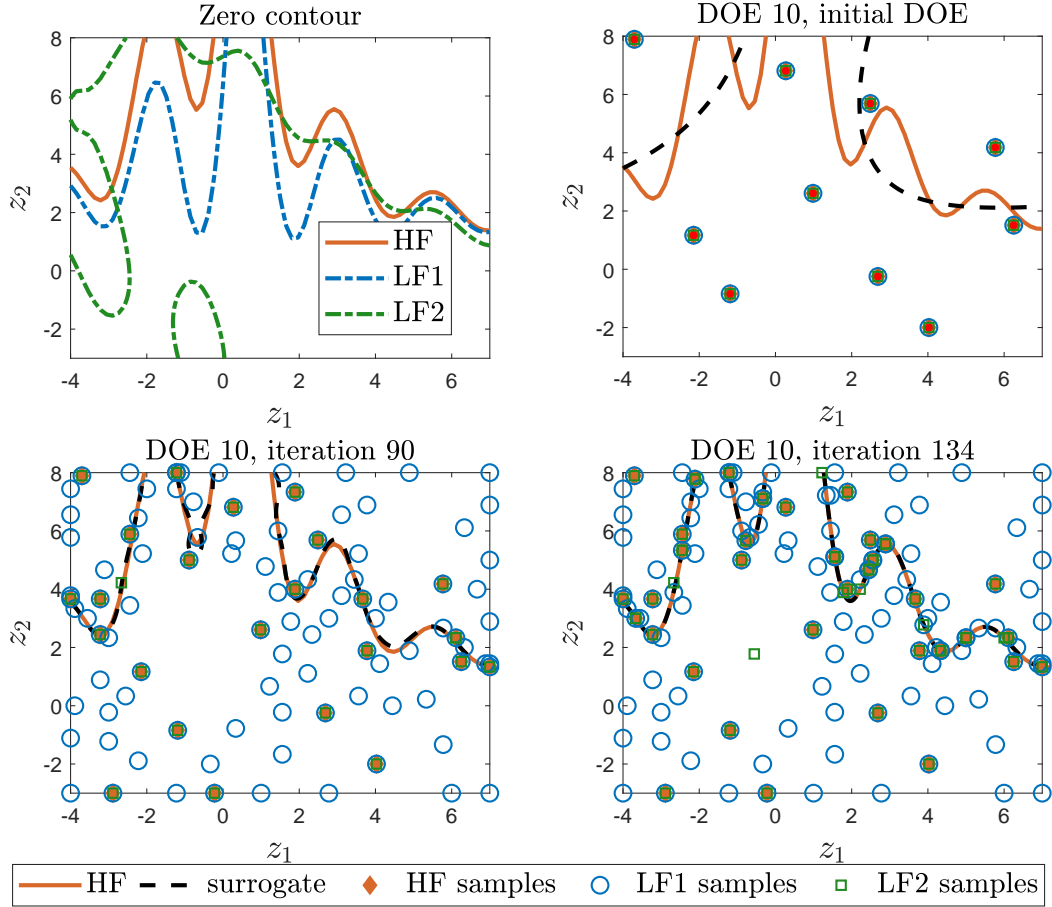 Zero contour
DOE 10, initial DOE
8
6
4
2
0
-2
z2
HF
LF1
LF2
-4 -2 0 2 4 6
z1
8
6
4
2
0
-2
z2
-4 -2 0 2 4 6
z1
DOE 10, iteration 90
DOE 10, iteration 134
8
6
4
2
0
-2
z2
-4 -2 0 2 4 6
z1
8
6
4
2
0
-2
z2
-4 -2 0 2 4 6
z1
HF surrogate HF samples LF1 samples LF2 samples